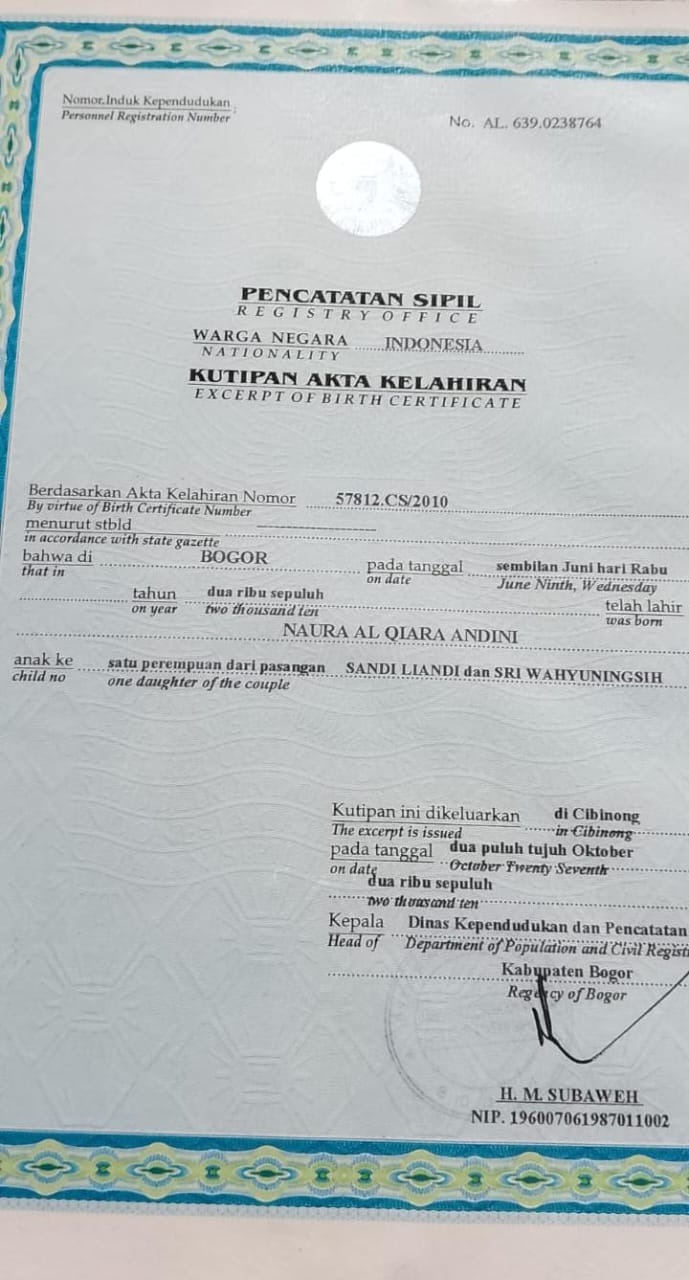 Nomor Induk Kependudukan :
Personnel Registration Number
No. AL. 639.0238764
PENCATATAN SIPIL
REGISTRY OFFICE
WARGA NEGARA INDONESIA
NATIONALITY
KUTIPAN AKTA KELAHIRAN
EXCERPT OF BIRTH CERTIFICATE
Berdasarkan Akta Kelahiran Nomor 57812.CS/2010
By virtue of Birth Certificate Number
menurut stbld --------------------
in accordance with state gazette
bahwa di BOGOR pada tanggal sembilan Juni hari Rabu
that in on date June Ninth, Wednesday
tahun dua ribu sepuluh telah lahir
on year two thousand ten was born
NAURA AL QIARA ANDINI
anak ke satu perempuan dari pasangan SANDI LIANDI dan SRI WAHYUNINGSIH
child no one daughter of the couple
Kutipan ini dikeluarkan di Cibinong
The excerpt is issued in Cibinong
pada tanggal dua puluh tujuh Oktober
on date October Twenty Seventh
dua ribu sepuluh
two thousand ten
Kepala Dinas Kependudukan dan Pencatatan
Head of Department of Population and Civil Regist
Kabupaten Bogor
Regency of Bogor
H. M. SUBAWEH
NIP. 196007061987011002